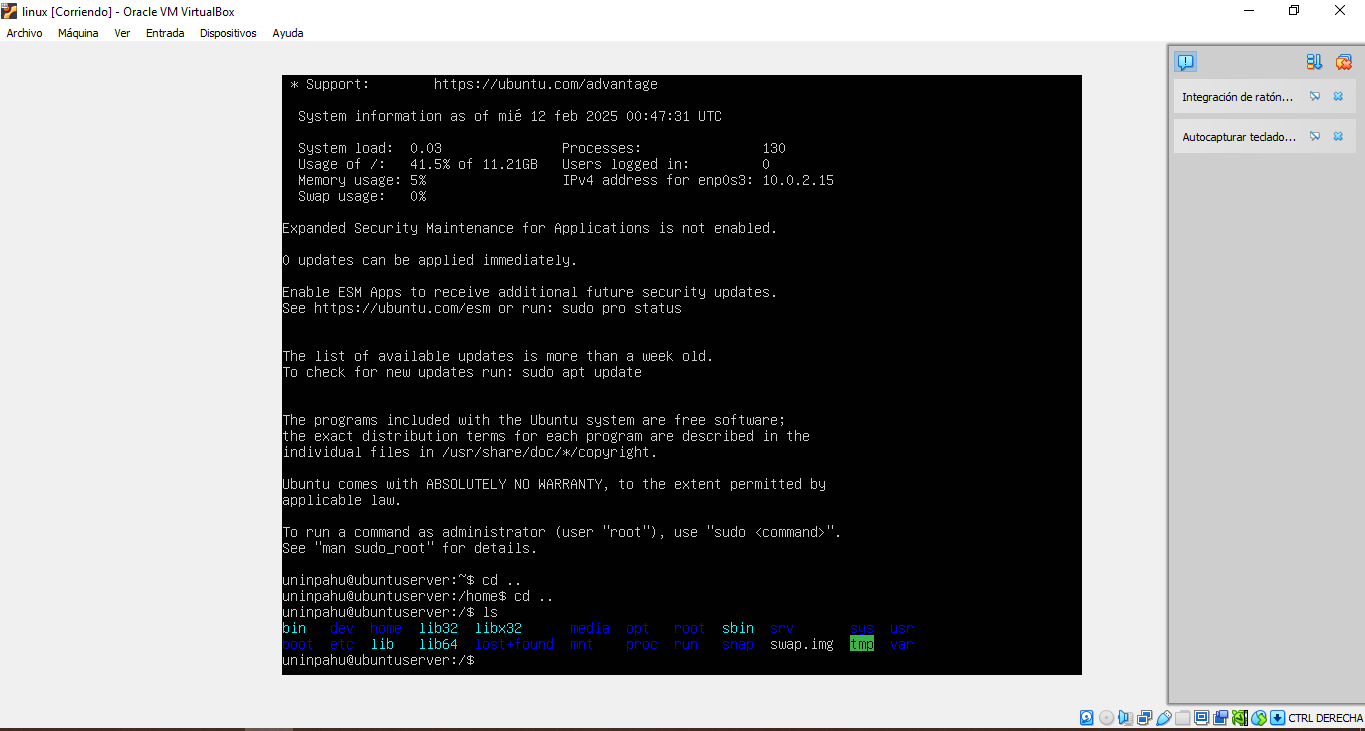 linux [Corriendo] - Oracle VM VirtualBox
Archivo Máquina Ver Entrada Dispositivos Ayuda
Integración de ratón...
Autocapturar teclado...
* Support: https://ubuntu.com/advantage
System information as of mié 12 feb 2025 00:47:31 UTC
System load: 0.03 Processes: 130
Usage of /: 41.5% of 11.21GB Users logged in: 0
Memory usage: 5% IPv4 address for enp0s3: 10.0.2.15
Swap usage: 0%
Expanded Security Maintenance for Applications is not enabled.
0 updates can be applied immediately.
Enable ESM Apps to receive additional future security updates.
See https://ubuntu.com/esm or run: sudo pro status
The list of available updates is more than a week old.
To check for new updates run: sudo apt update
The programs included with the Ubuntu system are free software;
the exact distribution terms for each program are described in the
individual files in /usr/share/doc/*/copyright.
Ubuntu comes with ABSOLUTELY NO WARRANTY, to the extent permitted by
applicable law.
To run a command as administrator (user "root"), use "sudo <command>".
See "man sudo_root" for details.
uninpahu@ubuntuserver:~$ cd ..
uninpahu@ubuntuserver:/home$ cd ..
uninpahu@ubuntuserver:/$ ls
bin dev home lib32 libx32 media opt root sbin srv sys usr
boot etc lib lib64 lost+found mnt proc run snap swap.img tmp var
uninpahu@ubuntuserver:/$
CTRL DERECHA